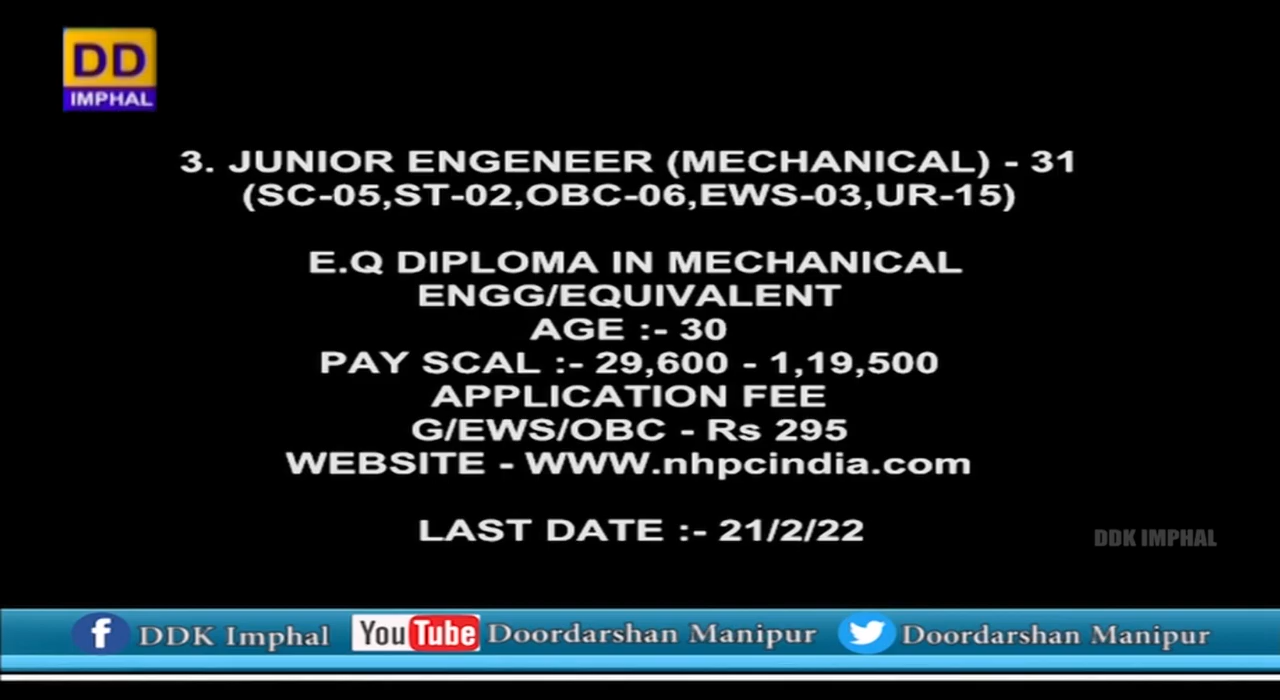 DD
IMPHAL
3. JUNIOR ENGENEER (MECHANICAL) - 31
(SC-05,ST-02,OBC-06,EWS-03,UR-15)
E.Q DIPLOMA IN MECHANICAL
ENGG/EQUIVALENT
AGE :- 30
PAY SCAL :- 29,600 - 1,19,500
APPLICATION FEE
G/EWS/OBC - Rs 295
WEBSITE - WWW.nhpcindia.com
LAST DATE :- 21/2/22
DDK IMPHAL
f DDK Imphal YouTube Doordarshan Manipur Doordarshan Manipur